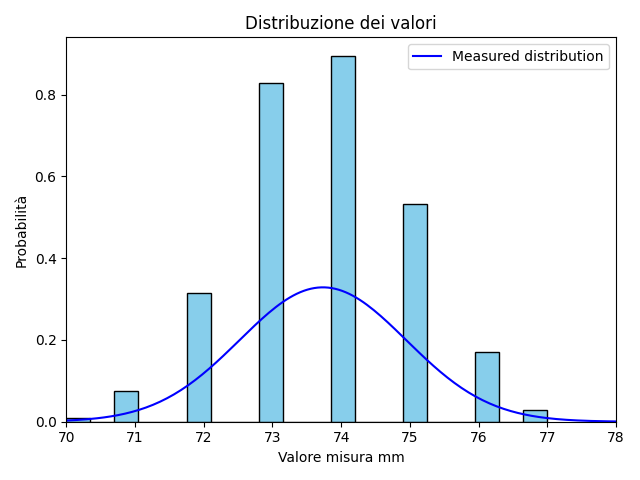 Distribuzione dei valori
Measured distribution
Probabilità
0.8
0.6
0.4
0.2
0.0
70 71 72 73 74 75 76 77 78
Valore misura mm